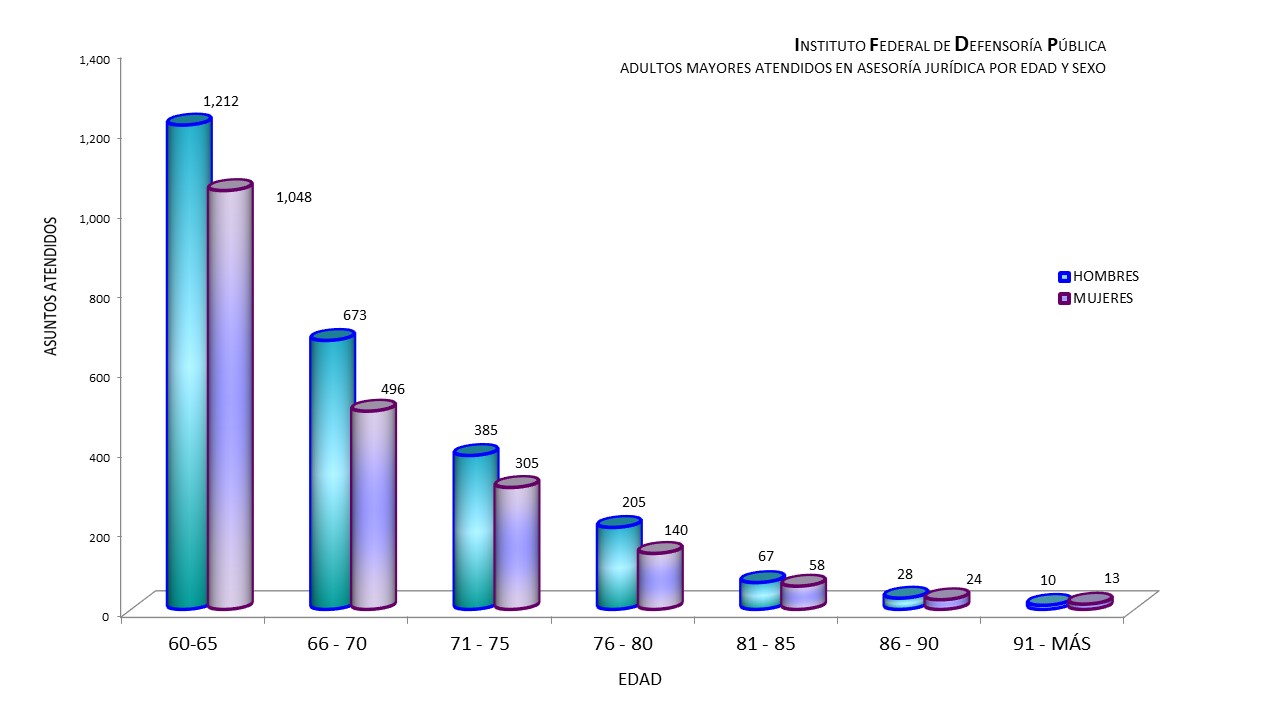 INSTITUTO FEDERAL DE DEFENSORÍA PÚBLICA
ADULTOS MAYORES ATENDIDOS EN ASESORÍA JURÍDICA POR EDAD Y SEXO
ASUNTOS ATENDIDOS
1,400
1,200
1,000
800
600
400
200
0
1,212
1,048
673
496
385
305
205
140
67
58
28
24
10
13
HOMBRES
MUJERES
60-65
66 - 70
71 - 75
76 - 80
81 - 85
86 - 90
91 - MÁS
EDAD